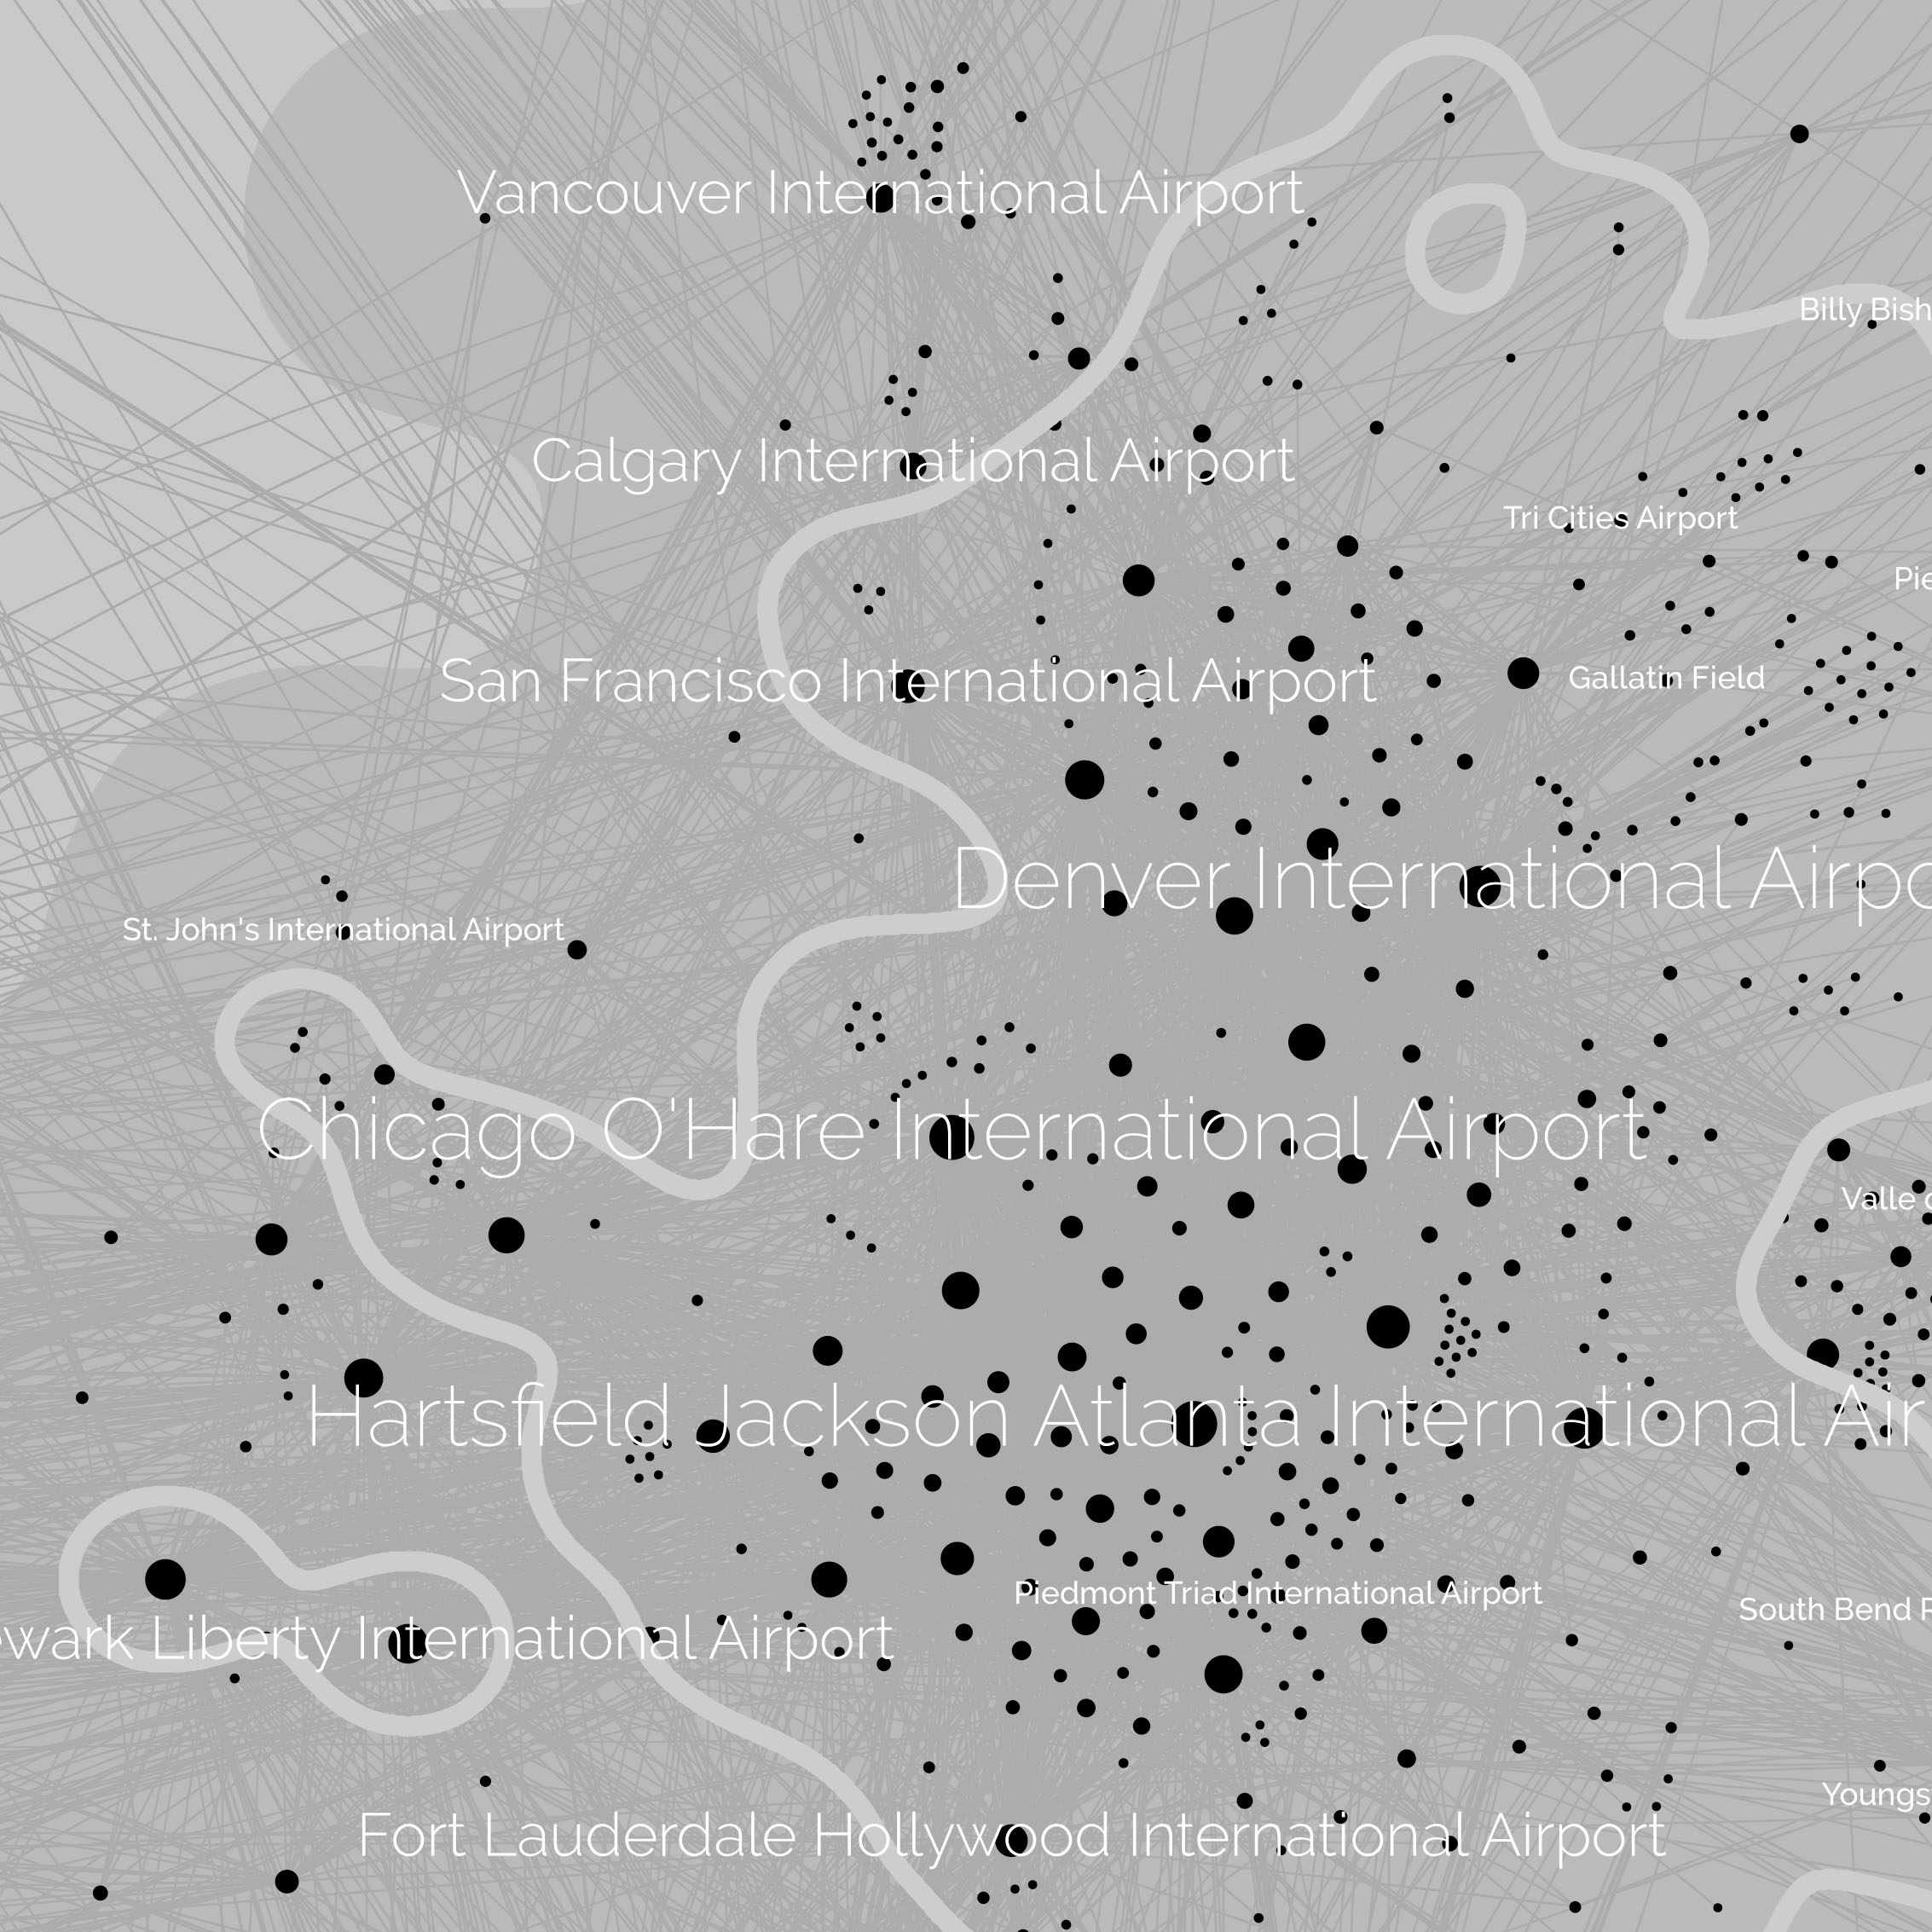 Vancouver International Airport
Billy Bish
Calgary International Airport
Tri Cities Airport
Pie
San Francisco International Airport
Gallatin Field
Denver International Airpo
St. John's International Airport
Chicago O'Hare International Airport
Valle
Hartsfield Jackson Atlanta International Air
Piedmont Triad International Airport
South Bend R
ewark Liberty International Airport
Youngs
Fort Lauderdale Hollywood International Airport